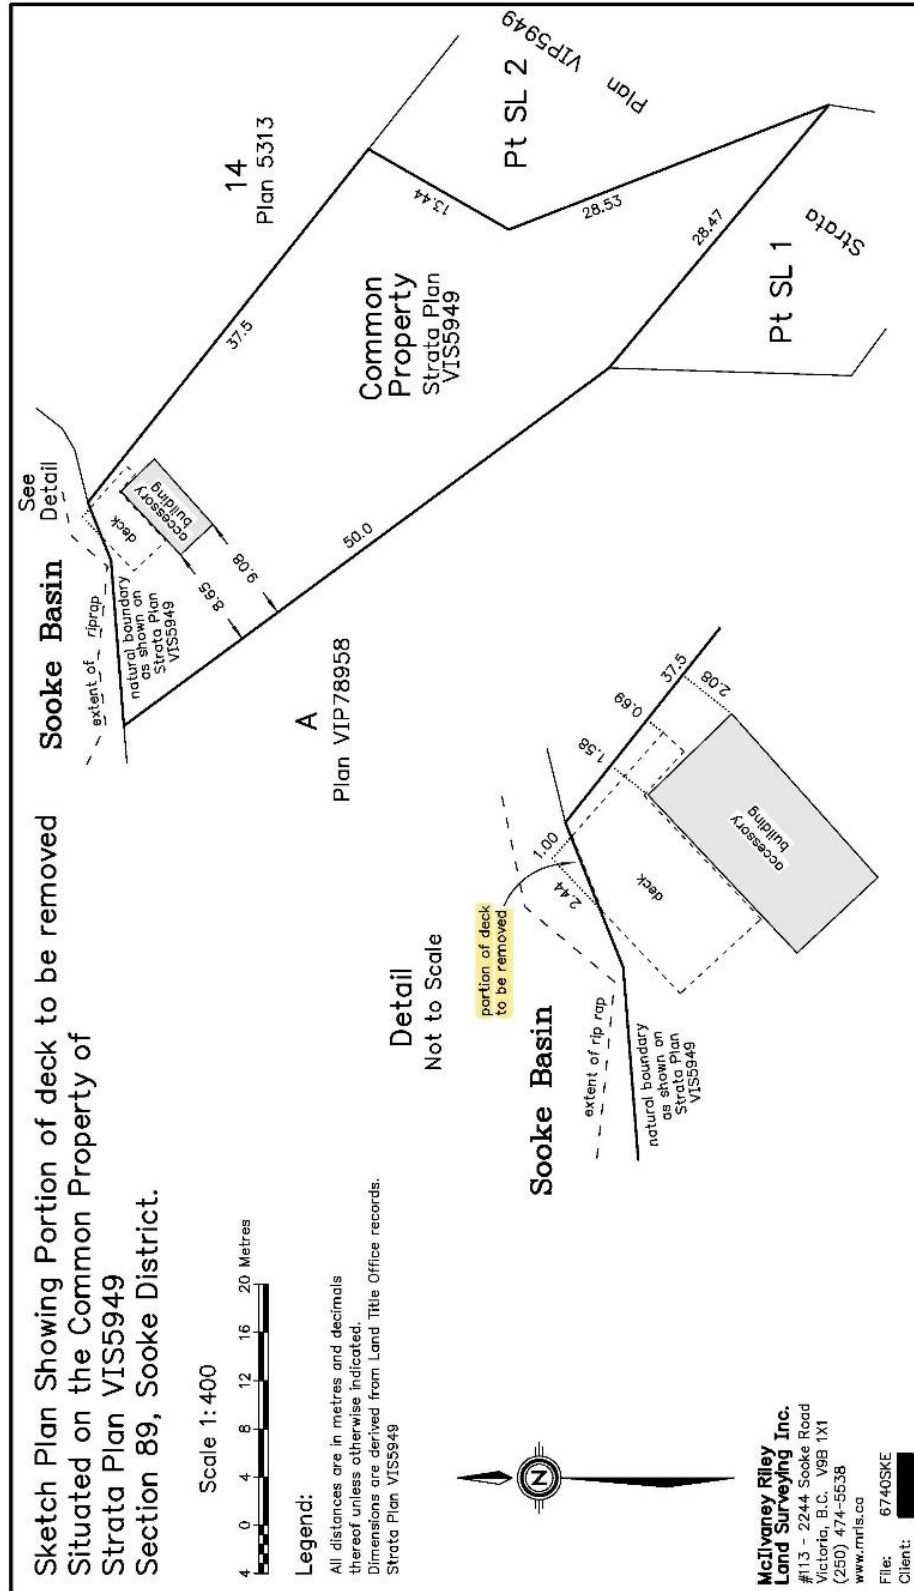 Sketch Plan Showing Portion of deck to be removed
Situated on the Common Property of
Strata Plan VIS5949
Section 89, Sooke District.
Scale 1:400
4 0 4 8 12 16 20 Metres
Legend:
All distances are in metres and decimals
thereof unless otherwise indicated.
Dimensions are derived from Land Title Office records.
Strata Plan VIS5949
N
McIlvaney Riley
Land Surveying Inc.
#113 - 2244 Sooke Road
Victoria, B.C. V9B 1X1
(250) 474-5538
www.mrls.ca
File: 6740SKE
Client:
Sooke Basin
See
Detail
extent of riprap
natural boundary
as shown on
Strata Plan
VIS5949
deck
accessory
building
8.65
9.08
50.0
37.5
14
Plan 5313
Common
Property
Strata Plan
VIS5949
13.44
28.53
28.47
Pt SL 2
Plan VIP5949
Pt SL 1
Strata
A
Plan VIP78958
Detail
Not to Scale
Sooke Basin
portion of deck
to be removed
extent of rip rap
natural boundary
as shown on
Strata Plan
VIS5949
2.44
1.00
1.58
0.69
37.5
2.08
deck
accessory
building